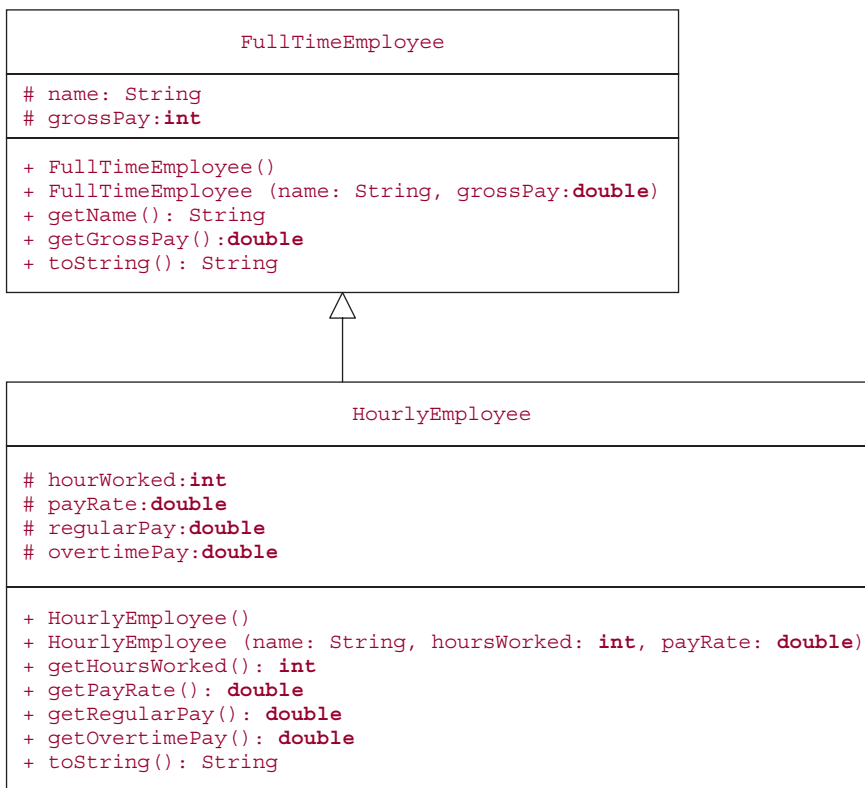 FullTimeEmployee
# name: String
# grossPay:int
+ FullTimeEmployee()
+ FullTimeEmployee (name: String, grossPay:double)
+ getName(): String
+ getGrossPay():double
+ toString(): String
HourlyEmployee
# hourWorked:int
# payRate:double
# regularPay:double
# overtimePay:double
+ HourlyEmployee()
+ HourlyEmployee (name: String, hoursWorked: int, payRate: double)
+ getHoursWorked(): int
+ getPayRate(): double
+ getRegularPay(): double
+ getOvertimePay(): double
+ toString(): String